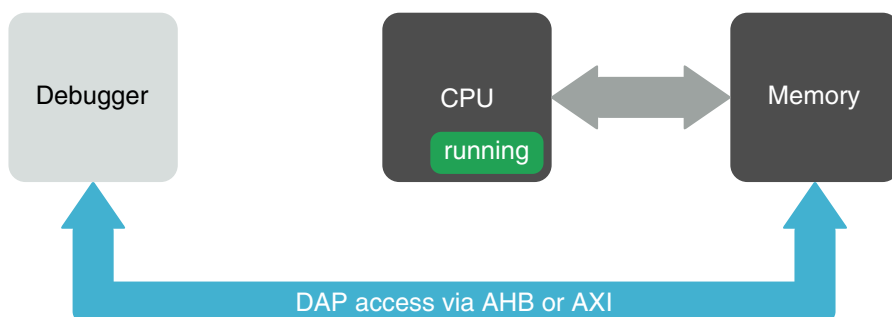 Debugger
CPU
running
Memory
DAP access via AHB or AXI